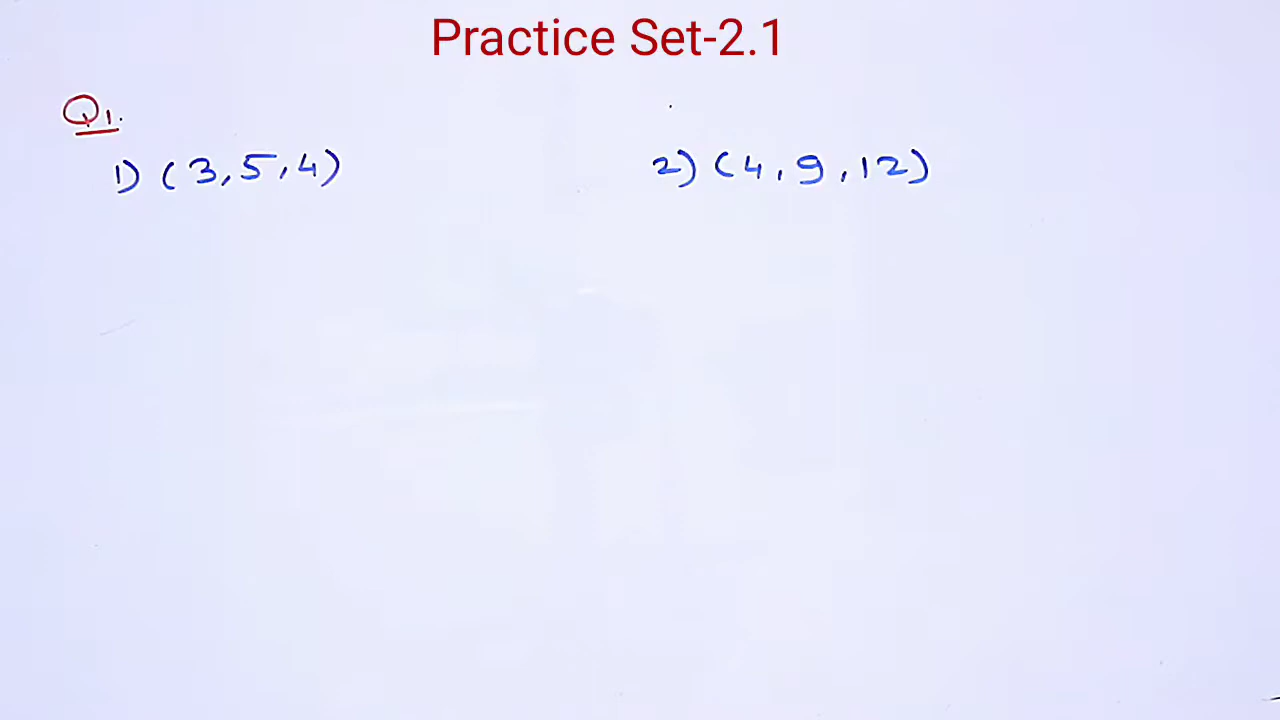 Practice Set-2.1
Q1.
1) (3,5,4) 2) (4,9,12)